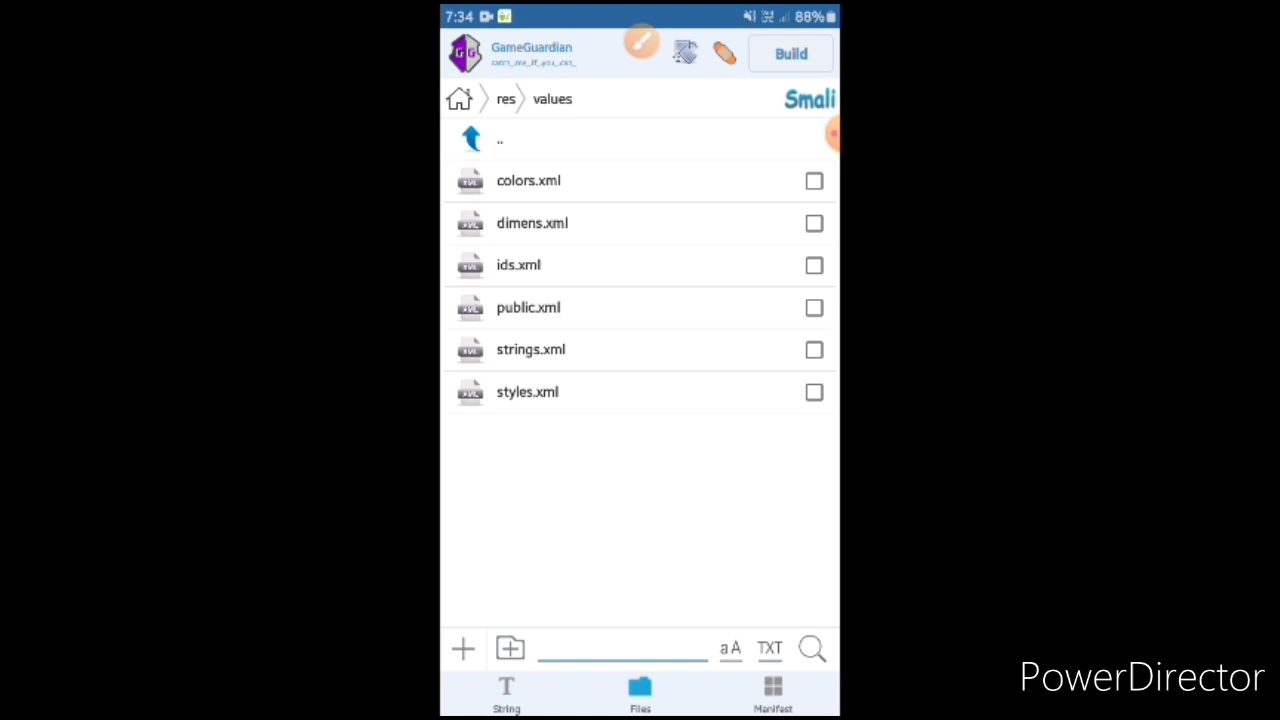 7:34
88%
GameGuardian
catch_me_if_you_can_
Build
res
values
Smali
..
colors.xml
dimens.xml
ids.xml
public.xml
strings.xml
styles.xml
aA
TXT
String
Files
Manifest
PowerDirector